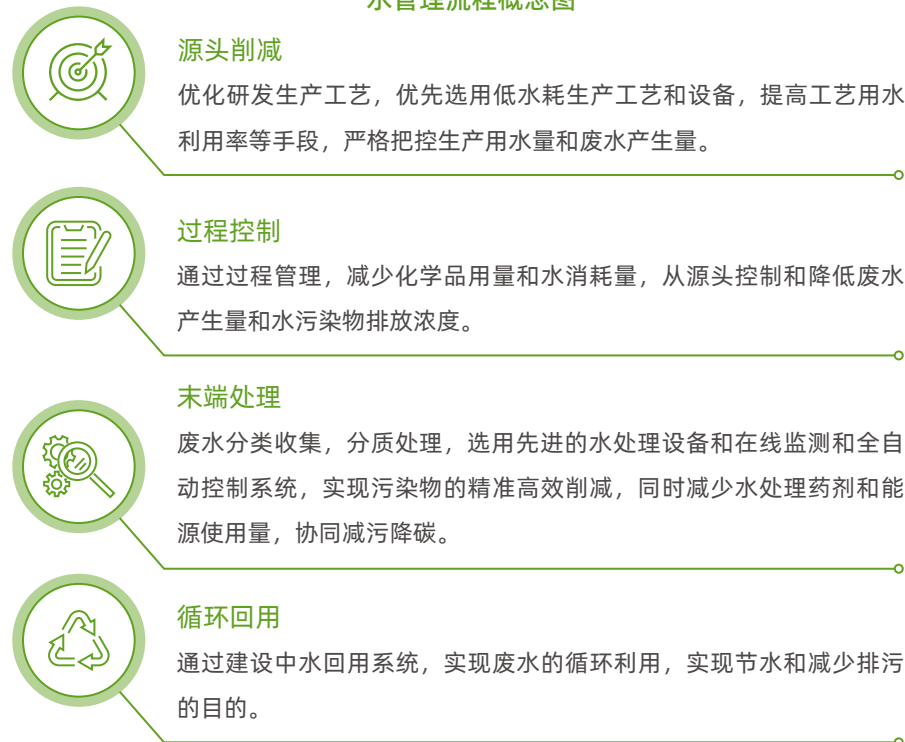 水管理流程概念图
源头削减
优化研发生产工艺，优先选用低水耗生产工艺和设备，提高工艺用水
利用率等手段，严格把控生产用水量和废水产生量。
过程控制
通过过程管理，减少化学品用量和水消耗量，从源头控制和降低废水
产生量和水污染物排放浓度。
末端处理
废水分类收集，分质处理，选用先进的水处理设备和在线监测和全自
动控制系统，实现污染物的精准高效削减，同时减少水处理药剂和能
源使用量，协同减污降碳。
循环回用
通过建设中水回用系统，实现废水的循环利用，实现节水和减少排污
的目的。